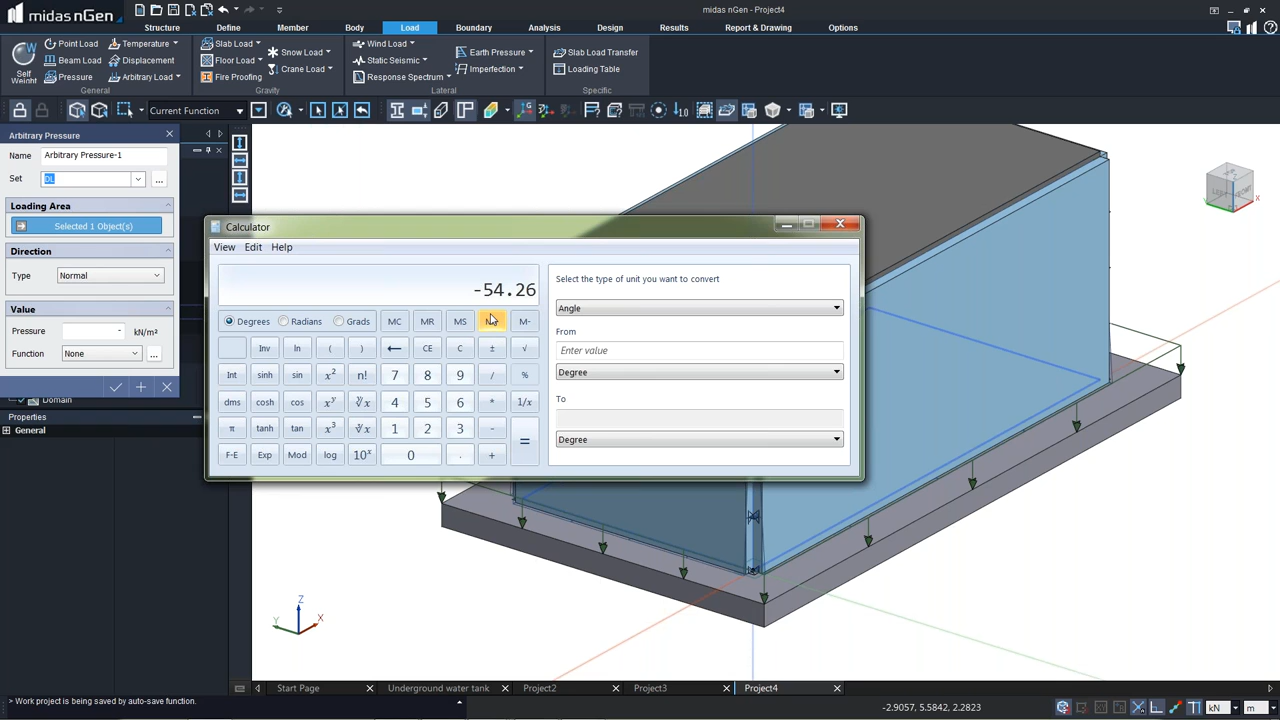 midas nGen
midas nGen - Project4
Structure Define Member Body Load Boundary Analysis Design Results Report & Drawing Options
Self Weight
Point Load
Beam Load
Pressure
Temperature
Displacement
Arbitrary Load
General
Slab Load
Floor Load
Fire Proofing
Snow Load
Crane Load
Gravity
Wind Load
Static Seismic
Response Spectrum
Earth Pressure
Imperfection
Lateral
Slab Load Transfer
Loading Table
Specific
Current Function
Arbitrary Pressure
Name Arbitrary Pressure-1
Set DL
Loading Area
Selected 1 Object(s)
Direction
Type Normal
Value
Pressure - kN/m²
Function None
Domain
Properties
General
Calculator
View Edit Help
-54.26
Degrees Radians Grads MC MR MS M-
Inv ln ( ) ← CE C ± √
Int sinh sin x² n! 7 8 9 / %
dms cosh cos xʸ ʸ√x 4 5 6 * 1/x
π tanh tan x³ ³√x 1 2 3 - =
F-E Exp Mod log 10ˣ 0 . +
Select the type of unit you want to convert
Angle
From
Enter value
Degree
To
Degree
Z
Y
X
Start Page Underground water tank Project2 Project3 Project4
> Work project is being saved by auto-save function.
-2.9057, 5.5842, 2.2823
kN m